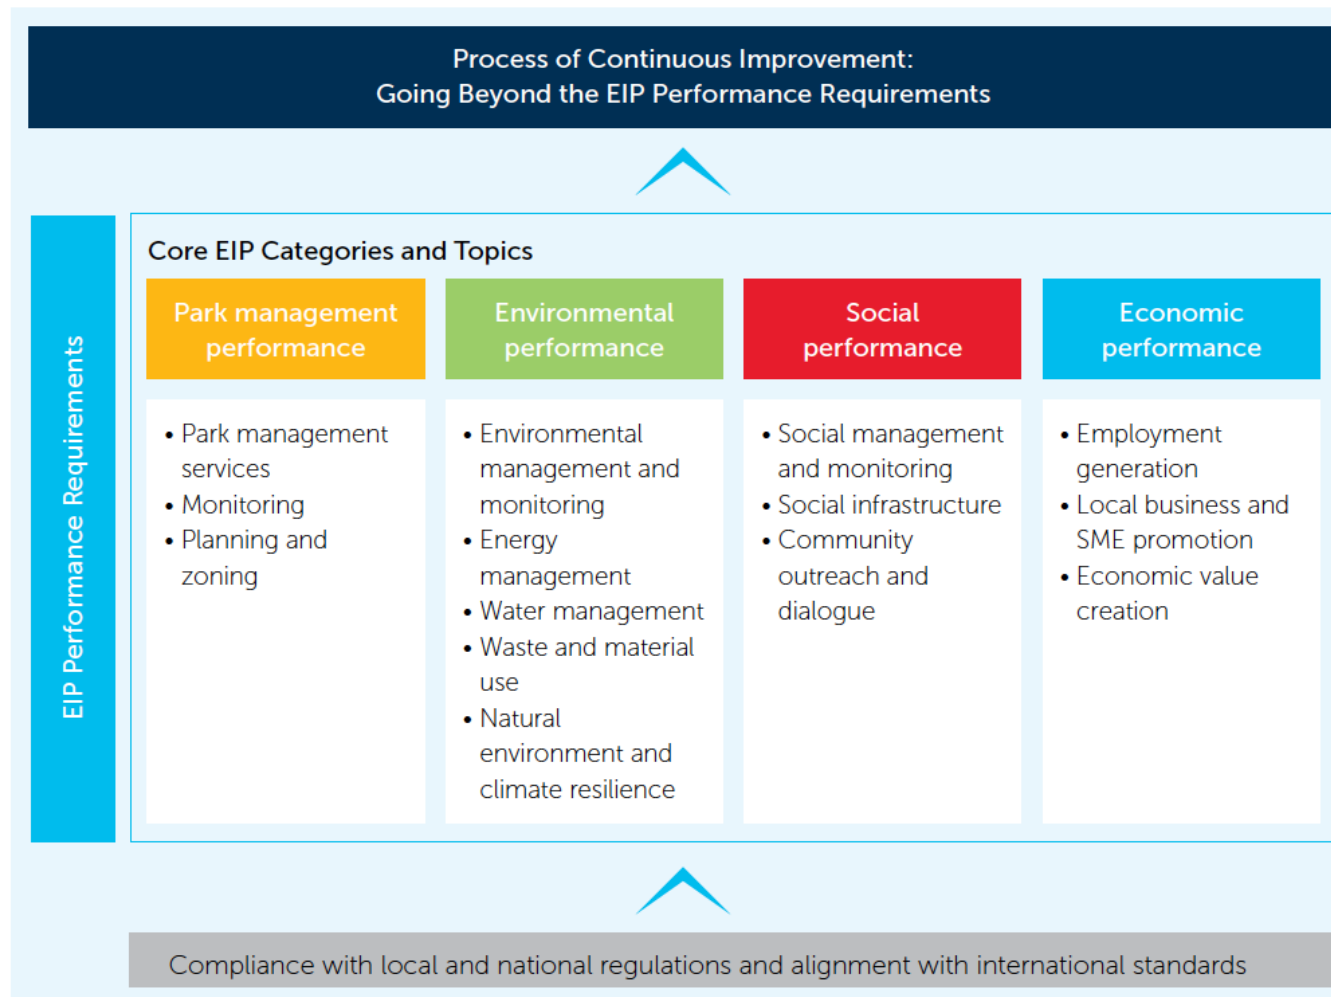 Process of Continuous Improvement:
Going Beyond the EIP Performance Requirements
EIP Performance Requirements
Core EIP Categories and Topics
Park management
performance
• Park management
services
• Monitoring
• Planning and
zoning
Environmental
performance
• Environmental
management and
monitoring
• Energy
management
• Water management
• Waste and material
use
• Natural
environment and
climate resilience
Social
performance
• Social management
and monitoring
• Social infrastructure
• Community
outreach and
dialogue
Economic
performance
• Employment
generation
• Local business and
SME promotion
• Economic value
creation
Compliance with local and national regulations and alignment with international standards